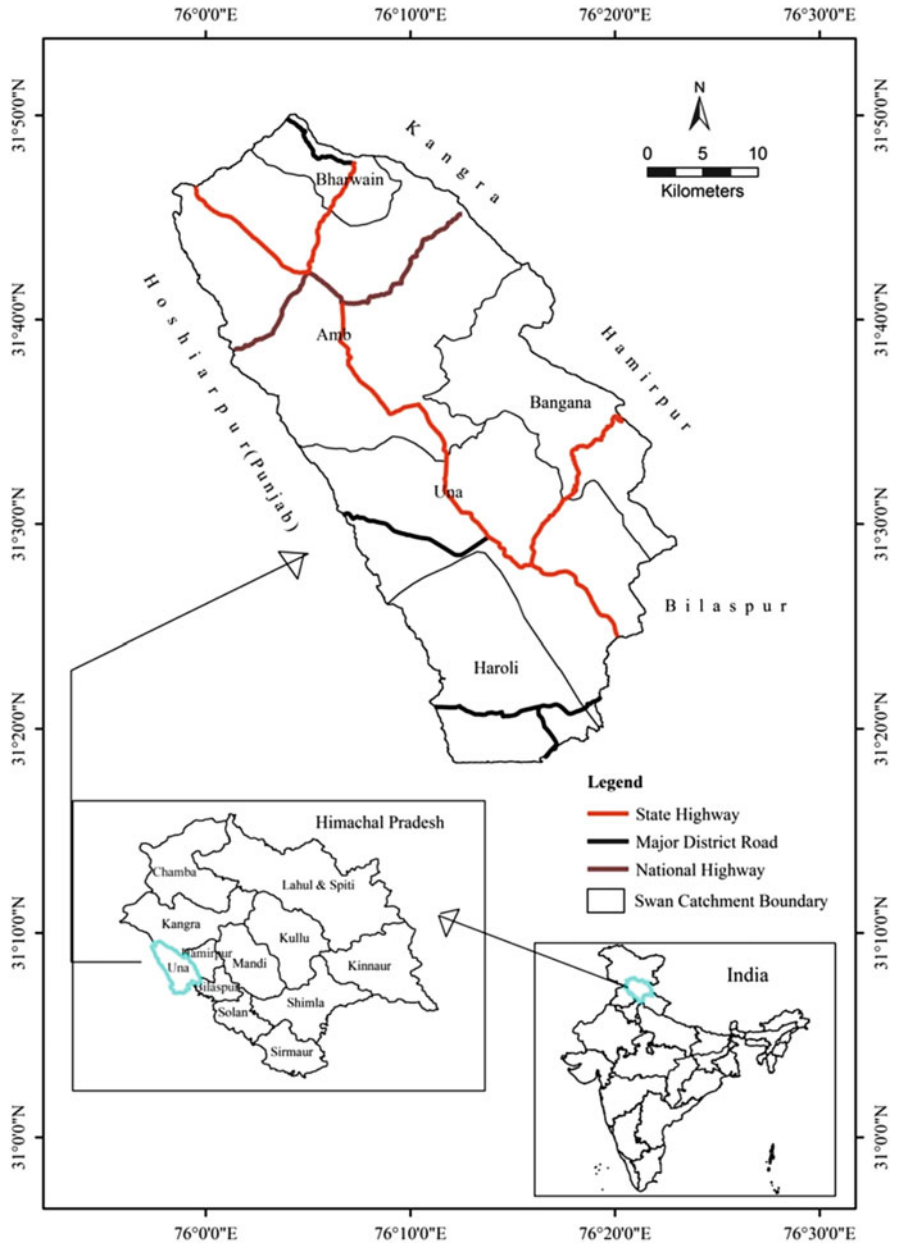 76°0'0"E 76°10'0"E 76°20'0"E 76°30'0"E
31°50'0"N
31°40'0"N
31°30'0"N
31°20'0"N
31°10'0"N
31°0'0"N
31°50'0"N
31°40'0"N
31°30'0"N
31°20'0"N
31°10'0"N
31°0'0"N
N
0 5 10
Kilometers
Kangra
Bharwain
Hoshiarpur(Punjab)
Amb
Hamirpur
Bangana
Una
Bilaspur
Haroli
Legend
State Highway
Major District Road
National Highway
Swan Catchment Boundary
Himachal Pradesh
Chamba
Lahul & Spiti
Kangra
Kullu
Hamirpur
Una
Mandi
Kinnaur
Bilaspur
Solan
Shimla
Sirmaur
India
76°0'0"E 76°10'0"E 76°20'0"E 76°30'0"E